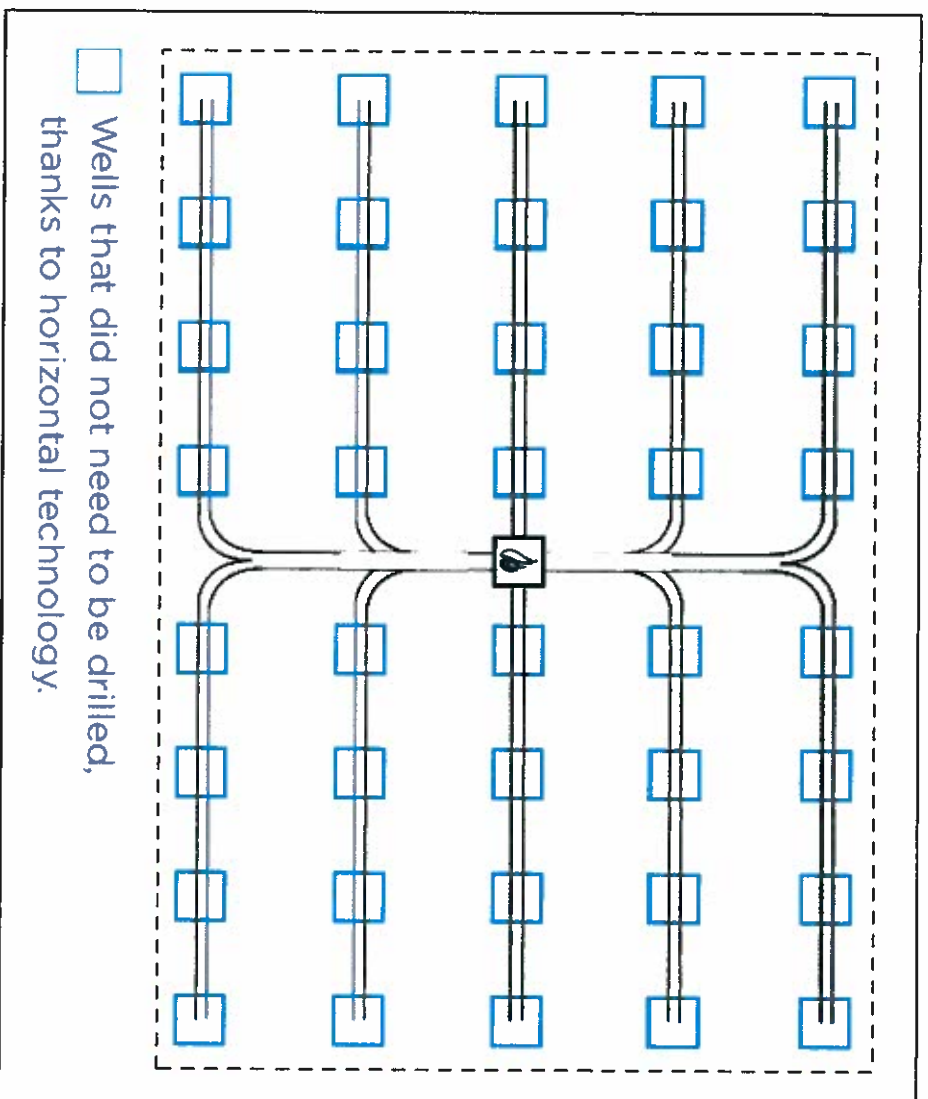 Wells that did not need to be drilled,
thanks to horizontal technology.